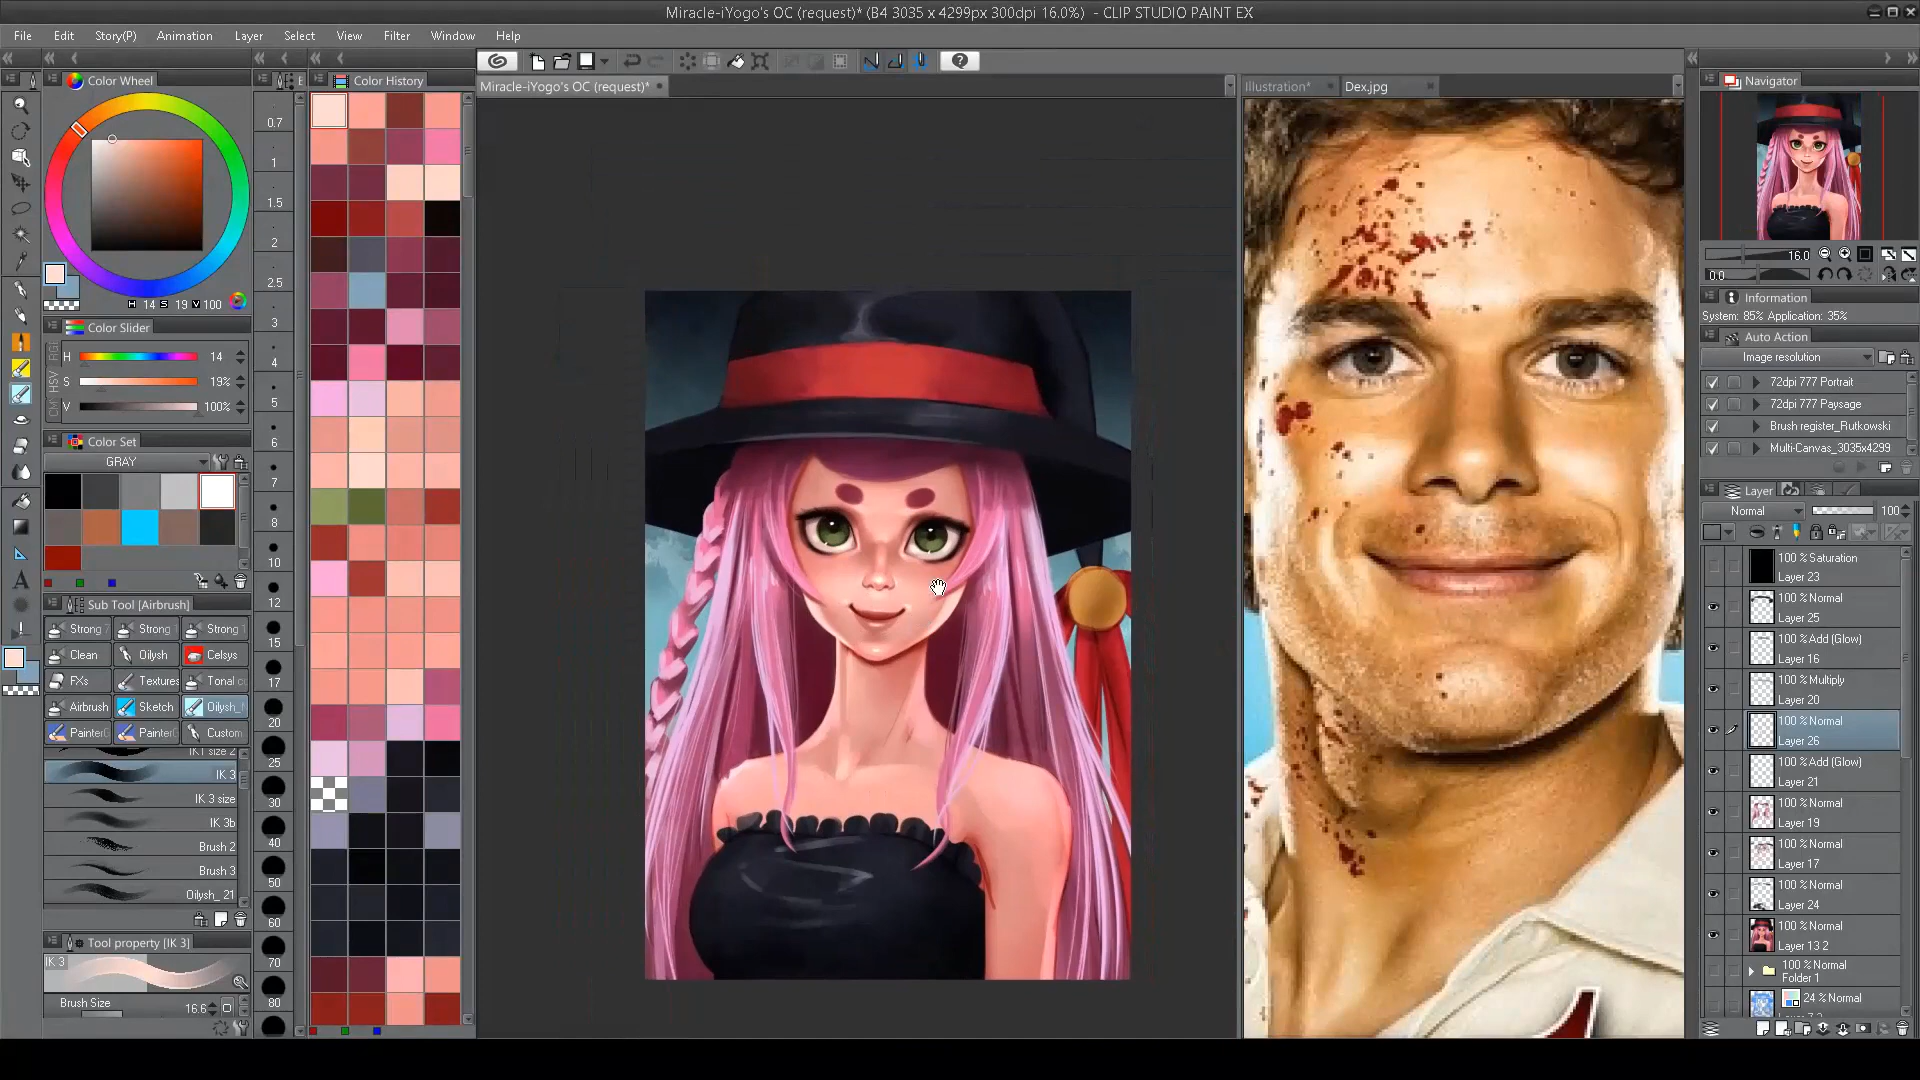 Miracle-iYogo's OC (request)* (B4 3035 x 4299px 300dpi 16.0%) - CLIP STUDIO PAINT EX
File Edit Story(P) Animation Layer Select View Filter Window Help
Color Wheel
H 14 S 19 V 100
Color Slider
RGB
HSV
H 14
S 19%
V 100%
Color Set
GRAY
Sub Tool [Airbrush]
Strong Strong Strong
Clean Oilysh Celsys
FXs Textures Tonal
Airbrush Sketch Oilysh_
Painter Painter Custom
IK 3
IK 3 size
IK 3b
Brush 2
Brush 3
Oilysh_ 21
Tool property [IK 3]
IK 3
Brush Size 16.6
0.7
1
1.5
2
2.5
3
4
5
6
7
8
10
12
15
17
20
25
30
40
50
60
70
80
Color History
Miracle-iYogo's OC (request)*
Illustration* Dex.jpg
Navigator
16.0
0.0
Information
System: 85% Application: 35%
Auto Action
Image resolution
72dpi 777 Portrait
72dpi 777 Paysage
Brush register_Rutkowski
Multi-Canvas_3035x4299
Layer
Normal 100
100 % Saturation
Layer 23
100 % Normal
Layer 25
100 % Add (Glow)
Layer 16
100 % Multiply
Layer 20
100 % Normal
Layer 26
100 % Add (Glow)
Layer 21
100 % Normal
Layer 19
100 % Normal
Layer 17
100 % Normal
Layer 24
100 % Normal
Layer 13 2
100 % Normal
Folder 1
24 % Normal